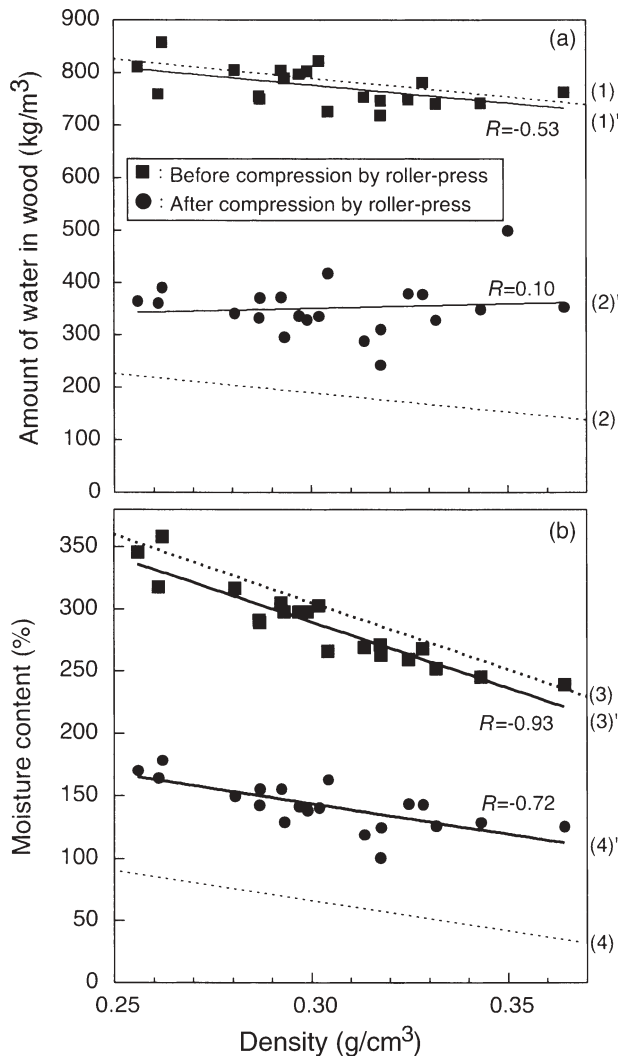 900
800
700
600
500
400
300
200
100
0
Amount of water in wood (kg/m³)
(a)
(1)
(1)'
R=-0.53
■ : Before compression by roller-press
● : After compression by roller-press
R=0.10
(2)'
(2)
350
300
250
200
150
100
50
0
Moisture content (%)
(b)
(3)
(3)'
R=-0.93
R=-0.72
(4)'
(4)
0.25
0.30
0.35
Density (g/cm³)